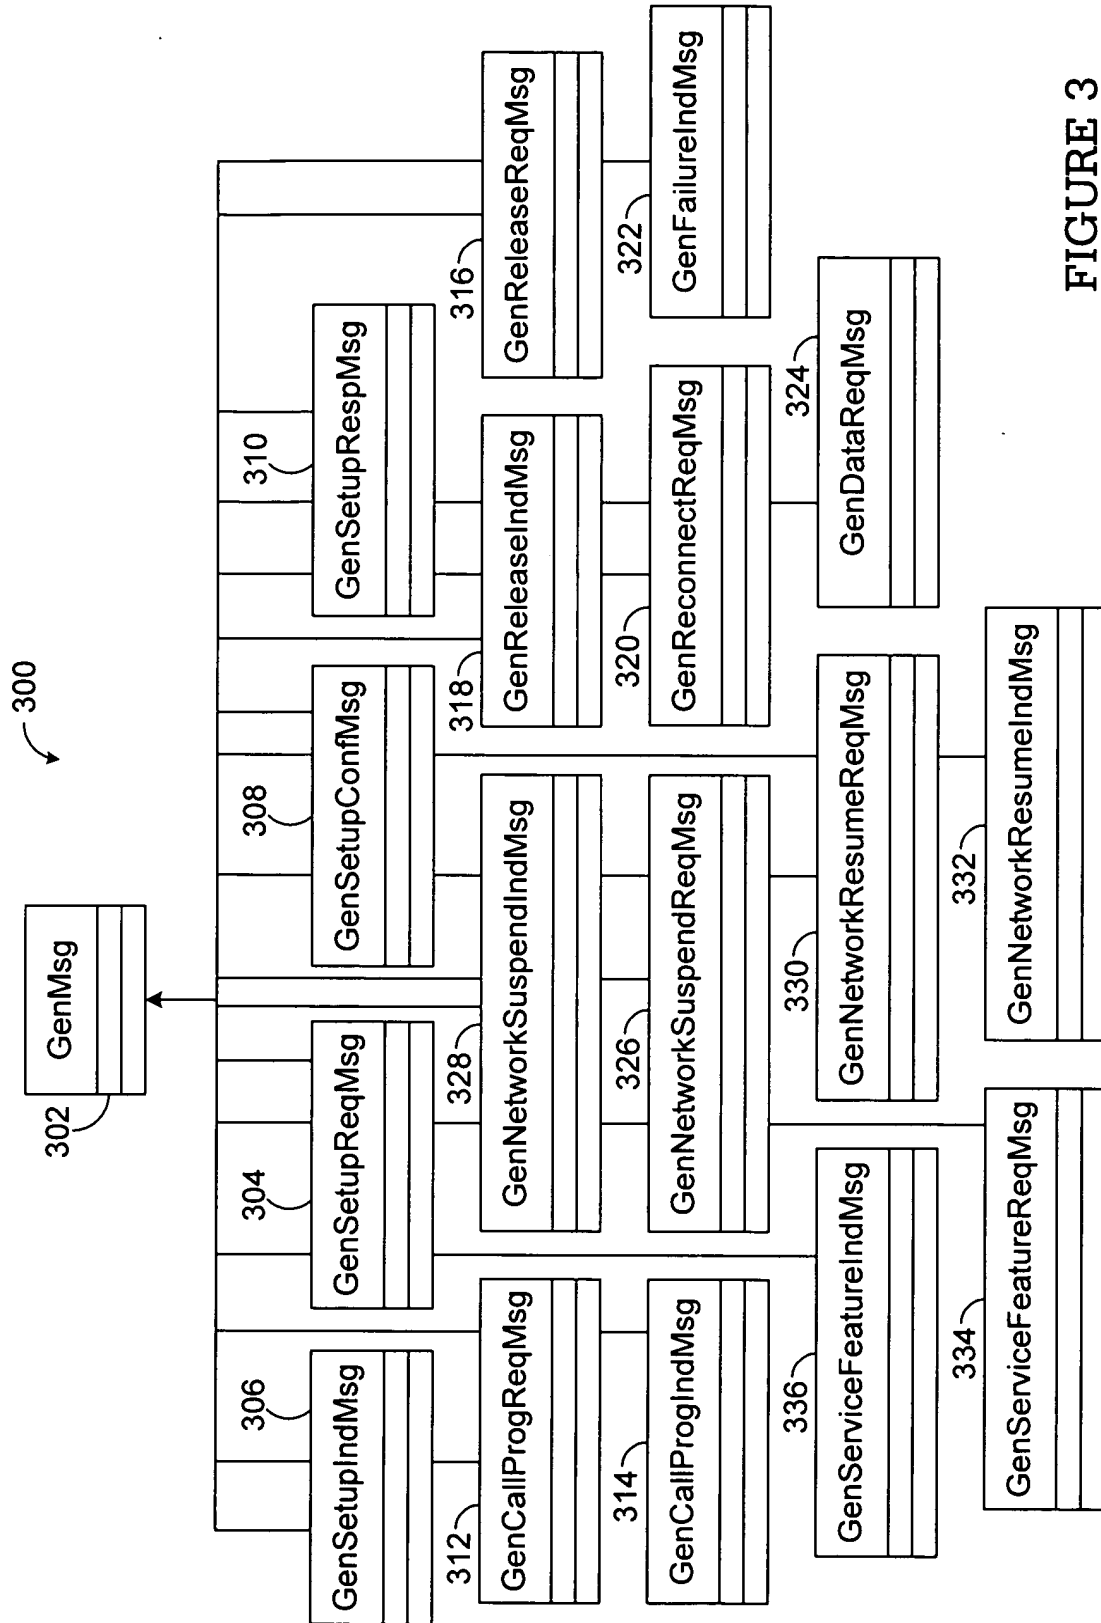 300
GenMsg
302
306
304
308
310
GenSetupIndMsg
GenSetupReqMsg
GenSetupConfMsg
GenSetupRespMsg
312
328
318
316
GenCallProgReqMsg
GenNetworkSuspendIndMsg
GenReleaseIndMsg
GenReleaseReqMsg
314
326
320
322
GenCallProgIndMsg
GenNetworkSuspendReqMsg
GenReconnectReqMsg
GenFailureIndMsg
336
330
324
GenServiceFeatureIndMsg
GenNetworkResumeReqMsg
GenDataReqMsg
334
332
GenServiceFeatureReqMsg
GenNetworkResumeIndMsg
FIGURE 3